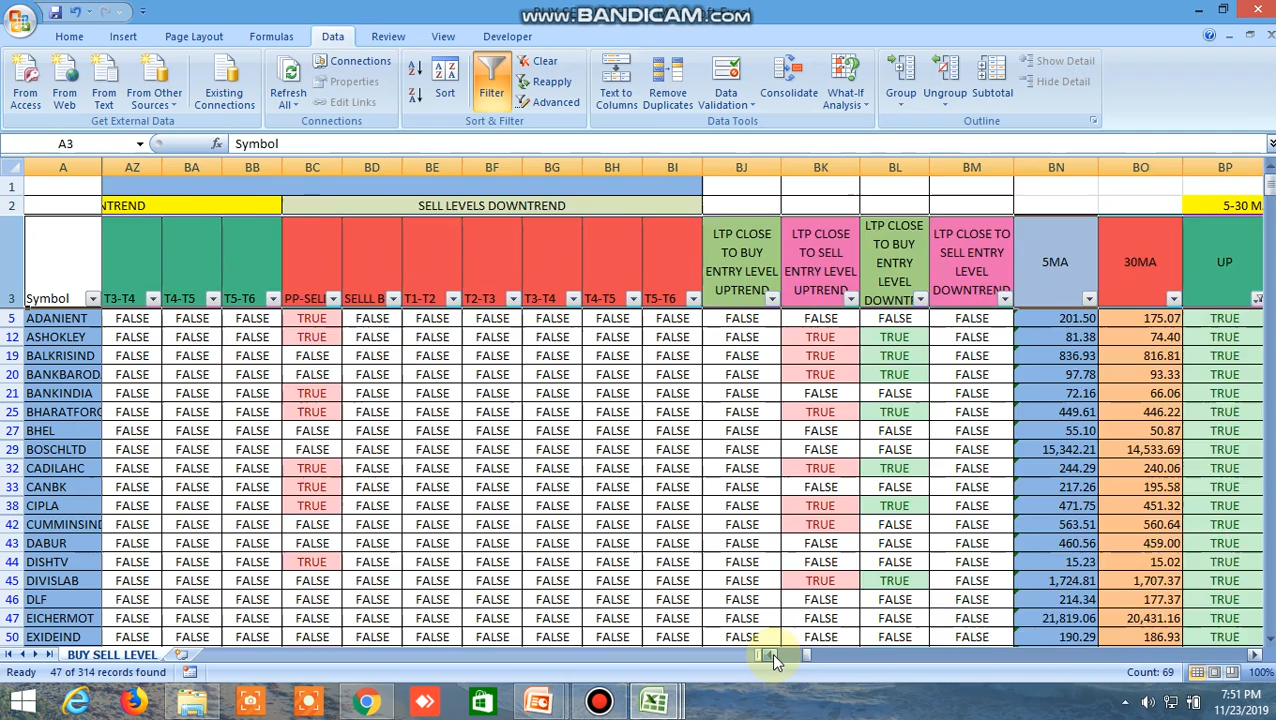 www.BANDICAM.com
Home Insert Page Layout Formulas Data Review View Developer
From Access
From Web
From Text
From Other Sources
Existing Connections
Get External Data
Refresh All
Connections
Properties
Edit Links
Connections
Sort
Filter
Clear
Reapply
Advanced
Sort & Filter
Text to Columns
Remove Duplicates
Data Validation
Consolidate
What-If Analysis
Data Tools
Group
Ungroup
Subtotal
Show Detail
Hide Detail
Outline
A3 fx Symbol
A AZ BA BB BC BD BE BF BG BH BI BJ BK BL BM BN BO BP
1
2 NTREND SELL LEVELS DOWNTREND 5-30 M
3 Symbol T3-T4 T4-T5 T5-T6 PP-SELL SELLL B T1-T2 T2-T3 T3-T4 T4-T5 T5-T6 LTP CLOSE TO BUY ENTRY LEVEL UPTREND LTP CLOSE TO SELL ENTRY LEVEL UPTREND LTP CLOSE TO BUY ENTRY LEVEL DOWNTI LTP CLOSE TO SELL ENTRY LEVEL DOWNTREND 5MA 30MA UP
5 ADANIENT FALSE FALSE FALSE TRUE FALSE FALSE FALSE FALSE FALSE FALSE FALSE FALSE FALSE FALSE 201.50 175.07 TRUE
12 ASHOKLEY FALSE FALSE FALSE TRUE FALSE FALSE FALSE FALSE FALSE FALSE FALSE TRUE TRUE FALSE 81.38 74.40 TRUE
19 BALKRISIND FALSE FALSE FALSE FALSE FALSE FALSE FALSE FALSE FALSE FALSE FALSE TRUE TRUE FALSE 836.93 816.81 TRUE
20 BANKBAROD FALSE FALSE FALSE FALSE FALSE FALSE FALSE FALSE FALSE FALSE FALSE TRUE TRUE FALSE 97.78 93.33 TRUE
21 BANKINDIA FALSE FALSE FALSE TRUE FALSE FALSE FALSE FALSE FALSE FALSE FALSE FALSE FALSE FALSE 72.16 66.06 TRUE
25 BHARATFORG FALSE FALSE FALSE TRUE FALSE FALSE FALSE FALSE FALSE FALSE FALSE TRUE TRUE FALSE 449.61 446.22 TRUE
27 BHEL FALSE FALSE FALSE FALSE FALSE FALSE FALSE FALSE FALSE FALSE FALSE FALSE FALSE FALSE 55.10 50.87 TRUE
29 BOSCHLTD FALSE FALSE FALSE FALSE FALSE FALSE FALSE FALSE FALSE FALSE FALSE FALSE FALSE FALSE 15,342.21 14,533.69 TRUE
32 CADILAHC FALSE FALSE FALSE TRUE FALSE FALSE FALSE FALSE FALSE FALSE FALSE TRUE TRUE FALSE 244.29 240.06 TRUE
33 CANBK FALSE FALSE FALSE TRUE FALSE FALSE FALSE FALSE FALSE FALSE FALSE FALSE FALSE FALSE 217.26 195.58 TRUE
38 CIPLA FALSE FALSE FALSE TRUE FALSE FALSE FALSE FALSE FALSE FALSE FALSE TRUE TRUE FALSE 471.75 451.32 TRUE
42 CUMMINSIND FALSE FALSE FALSE FALSE FALSE FALSE FALSE FALSE FALSE FALSE FALSE TRUE FALSE FALSE 563.51 560.64 TRUE
43 DABUR FALSE FALSE FALSE FALSE FALSE FALSE FALSE FALSE FALSE FALSE FALSE FALSE FALSE FALSE 460.56 459.00 TRUE
44 DISHTV FALSE FALSE FALSE TRUE FALSE FALSE FALSE FALSE FALSE FALSE FALSE FALSE FALSE FALSE 15.23 15.02 TRUE
45 DIVISLAB FALSE FALSE FALSE FALSE FALSE FALSE FALSE FALSE FALSE FALSE FALSE TRUE TRUE FALSE 1,724.81 1,707.37 TRUE
46 DLF FALSE FALSE FALSE FALSE FALSE FALSE FALSE FALSE FALSE FALSE FALSE FALSE FALSE FALSE 214.34 177.37 TRUE
47 EICHERMOT FALSE FALSE FALSE FALSE FALSE FALSE FALSE FALSE FALSE FALSE FALSE FALSE FALSE FALSE 21,819.06 20,431.16 TRUE
50 EXIDEIND FALSE FALSE FALSE FALSE FALSE FALSE FALSE FALSE FALSE FALSE FALSE FALSE FALSE FALSE 190.29 186.93 TRUE
BUY SELL LEVEL
Ready 47 of 314 records found Count: 69 100%
7:51 PM
11/23/2019